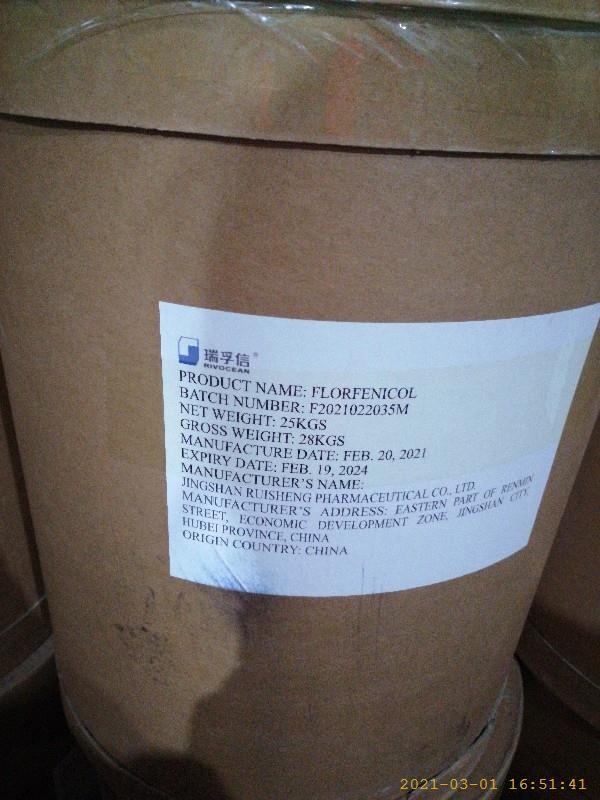 瑞孚信®
RIVOCEAN
PRODUCT NAME: FLORFENICOL
BATCH NUMBER: F2021022035M
NET WEIGHT: 25KGS
GROSS WEIGHT: 28KGS
MANUFACTURE DATE: FEB. 20, 2021
EXPIRY DATE: FEB. 19, 2024
MANUFACTURER'S NAME:
JINGSHAN RUISHENG PHARMACEUTICAL CO., LTD.
MANUFACTURER'S ADDRESS: EASTERN PART OF RENMIN
STREET, ECONOMIC DEVELOPMENT ZONE, JINGSHAN CITY,
HUBEI PROVINCE, CHINA
ORIGIN COUNTRY: CHINA
2021-03-01 16:51:41